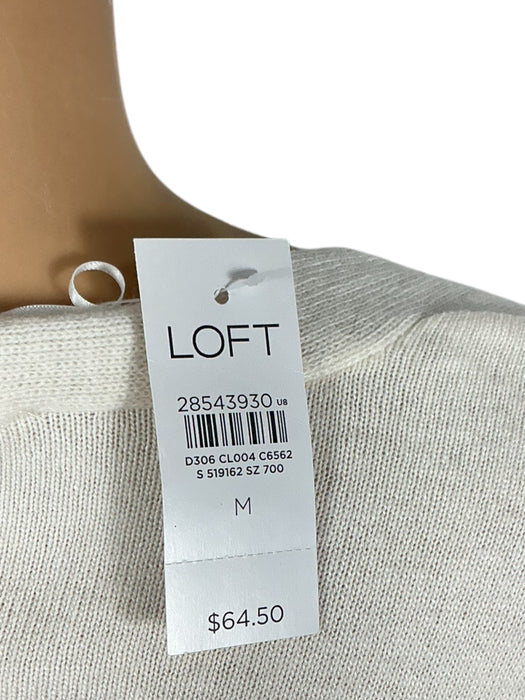 LOFT
28543930 U8
D306 CL004 C6562
S 519162 SZ 700
M
$64.50